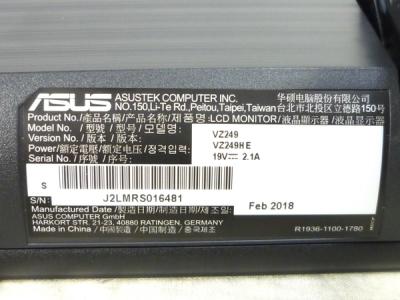 ASUS
ASUSTEK COMPUTER INC.
NO.150,Li-Te Rd.,Peitou,Taipei,Taiwan
华硕电脑股份有限公司
台北市北投区立德路150号
Product No./產品名稱/产品名称/제품명:LCD MONITOR/液晶顯示器/液晶显示器
Model No./型號/型号/모델명: VZ249
Version No./版本/版本: VZ249HE
Power/額定電壓/额定电压/정격입력: 19V⎓ 2.1A
Serial No./序號/序号:
S
S/N: J2LMRS016481
Manufactured Date/製造日期/制造日期/제조년월: Feb 2018
ASUS COMPUTER GmbH
HARKORT STR. 21-23, 40880 RATINGEN, GERMANY
Made in China/中國製造/中国制造/중국제조
R1936-1100-1780